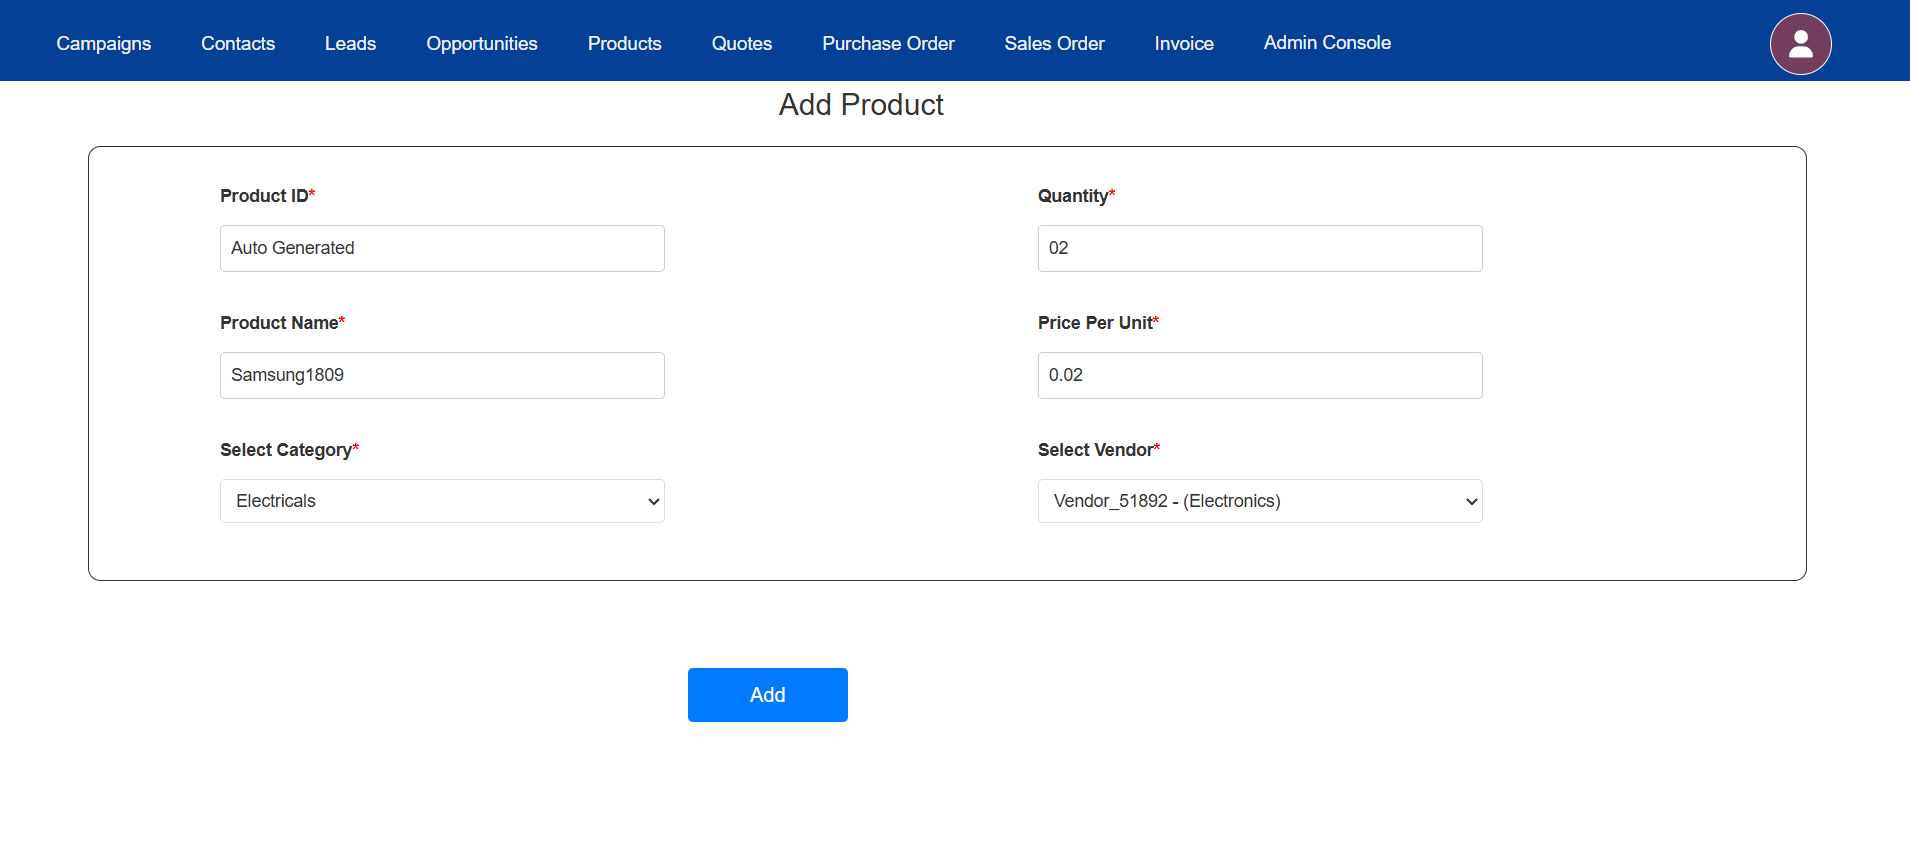 Campaigns Contacts Leads Opportunities Products Quotes Purchase Order Sales Order Invoice Admin Console
Add Product
Product ID*
Auto Generated
Quantity*
02
Product Name*
Samsung1809
Price Per Unit*
0.02
Select Category*
Electricals
Select Vendor*
Vendor_51892 - (Electronics)
Add